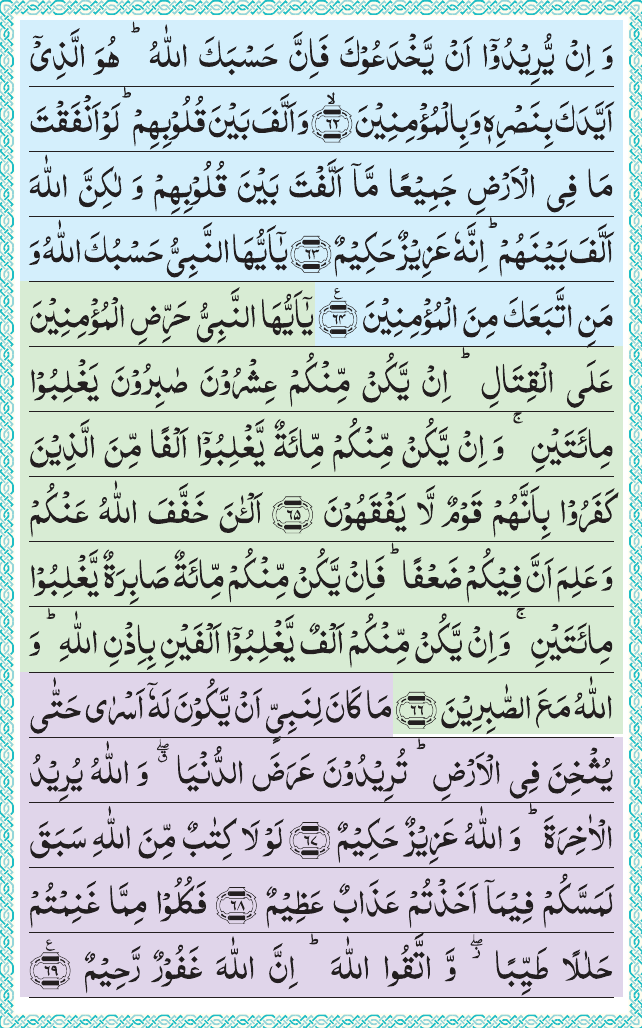 وَ اِنۡ يُّرِيۡدُوۡۤا اَنۡ يَّخۡدَعُوۡكَ فَاِنَّ حَسۡبَكَ اللّٰهُ‌ ؕ هُوَ الَّذِىۡۤ
اَيَّدَكَ بِنَصۡرِهٖ وَبِالۡمُؤۡمِنِيۡنَۙ‏ ﴿۶۲﴾ وَاَلَّفَ بَيۡنَ قُلُوۡبِهِمۡ‌ؕ لَوۡ اَنۡفَقۡتَ
مَا فِى الۡاَرۡضِ جَمِيۡعًا مَّاۤ اَلَّفۡتَ بَيۡنَ قُلُوۡبِهِمۡ وَ لٰـكِنَّ اللّٰهَ
اَلَّفَ بَيۡنَهُمۡ‌ؕ اِنَّهٗ عَزِيۡزٌ حَكِيۡمٌ‏ ﴿۶۳﴾ يٰۤاَيُّهَا النَّبِىُّ حَسۡبُكَ اللّٰهُ وَ
مَنِ اتَّبَعَكَ مِنَ الۡمُؤۡمِنِيۡنَ ﴿۶۴﴾ ع يٰۤاَيُّهَا النَّبِىُّ حَرِّضِ الۡمُؤۡمِنِيۡنَ
عَلَى الۡقِتَالِ‌ ؕ اِنۡ يَّكُنۡ مِّنۡكُمۡ عِشۡرُوۡنَ صٰبِرُوۡنَ يَغۡلِبُوۡا
مِائَتَيۡنِ‌ ۚ وَاِنۡ يَّكُنۡ مِّنۡكُمۡ مِّائَةٌ يَّغۡلِبُوۡۤا اَلۡفًا مِّنَ الَّذِيۡنَ
كَفَرُوۡا بِاَنَّهُمۡ قَوۡمٌ لَّا يَفۡقَهُوۡنَ‏ ﴿۶۵﴾ اَلۡـٰٔنَ خَفَّفَ اللّٰهُ عَنۡكُمۡ
وَعَلِمَ اَنَّ فِيۡكُمۡ ضَعۡفًا‌ؕ فَاِنۡ يَّكُنۡ مِّنۡكُمۡ مِّائَةٌ صَابِرَةٌ يَّغۡلِبُوۡا
مِائَتَيۡنِ‌ ۚ وَاِنۡ يَّكُنۡ مِّنۡكُمۡ اَلۡفٌ يَّغۡلِبُوۡۤا اَلۡفَيۡنِ بِاِذۡنِ اللّٰهِؕ وَ
اللّٰهُ مَعَ الصّٰبِرِيۡنَ‏ ﴿۶۶﴾ مَا كَانَ لِنَبِىٍّ اَنۡ يَّكُوۡنَ لَهٗۤ اَسۡرٰى حَتّٰى
يُثۡخِنَ فِى الۡاَرۡضِ‌ؕ تُرِيۡدُوۡنَ عَرَضَ الدُّنۡيَا ۖۗ وَاللّٰهُ يُرِيۡدُ
الۡاٰخِرَةَ‌ ؕ وَاللّٰهُ عَزِيۡزٌ حَكِيۡمٌ ﴿۶۷﴾ لَوۡلَا كِتٰبٌ مِّنَ اللّٰهِ سَبَقَ
لَمَسَّكُمۡ فِيۡمَاۤ اَخَذۡتُمۡ عَذَابٌ عَظِيۡمٌ‏ ﴿۶۸﴾ فَكُلُوۡا مِمَّا غَنِمۡتُمۡ
حَلٰلًا طَيِّبًا ۖ وَّاتَّقُوا اللّٰهَ‌ ؕ اِنَّ اللّٰهَ غَفُوۡرٌ رَّحِيۡمٌ ﴿۶۹﴾ ع